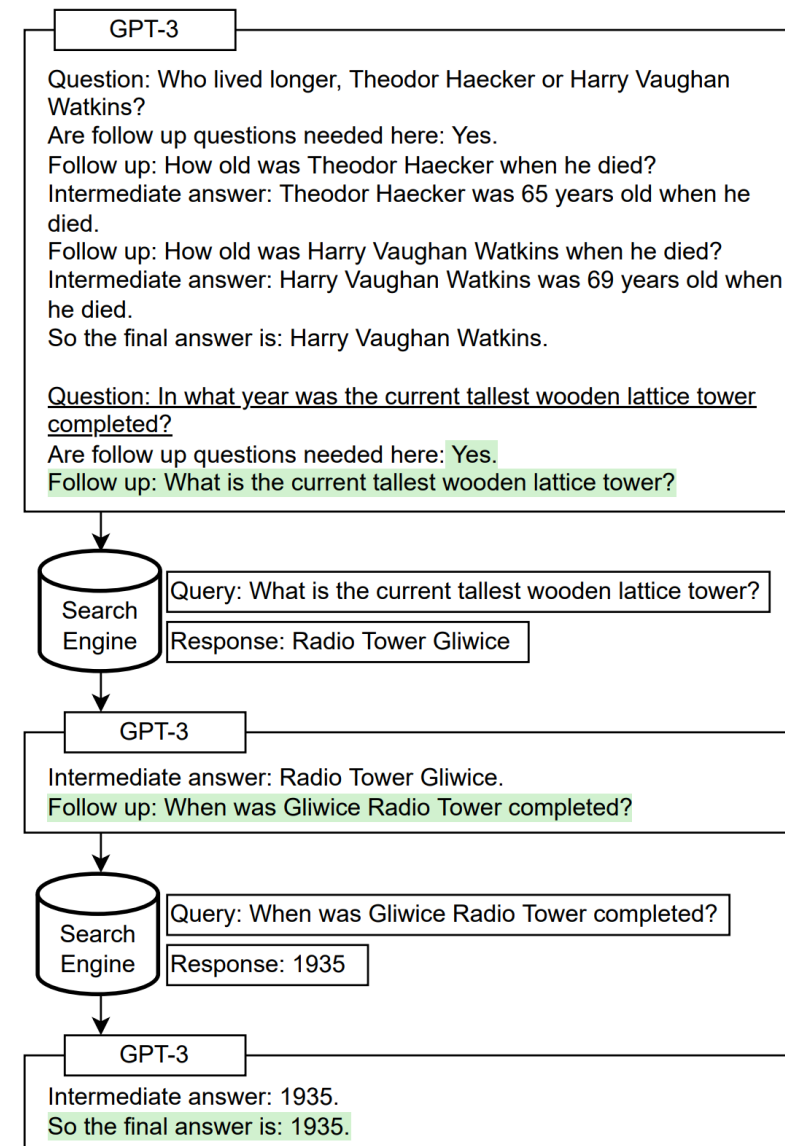 GPT-3
Question: Who lived longer, Theodor Haecker or Harry Vaughan
Watkins?
Are follow up questions needed here: Yes.
Follow up: How old was Theodor Haecker when he died?
Intermediate answer: Theodor Haecker was 65 years old when he
died.
Follow up: How old was Harry Vaughan Watkins when he died?
Intermediate answer: Harry Vaughan Watkins was 69 years old when
he died.
So the final answer is: Harry Vaughan Watkins.
Question: In what year was the current tallest wooden lattice tower
completed?
Are follow up questions needed here: Yes.
Follow up: What is the current tallest wooden lattice tower?
Search
Engine
Query: What is the current tallest wooden lattice tower?
Response: Radio Tower Gliwice
GPT-3
Intermediate answer: Radio Tower Gliwice.
Follow up: When was Gliwice Radio Tower completed?
Search
Engine
Query: When was Gliwice Radio Tower completed?
Response: 1935
GPT-3
Intermediate answer: 1935.
So the final answer is: 1935.